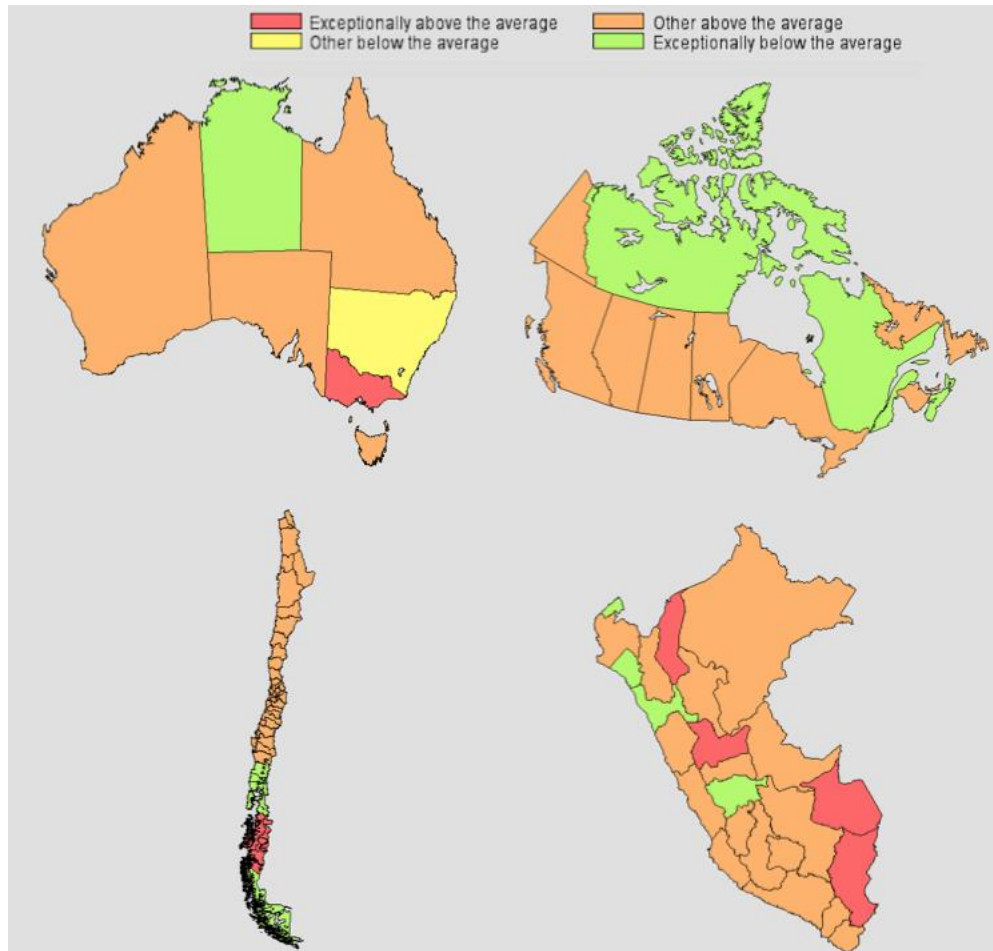 Exceptionally above the average
Other above the average
Other below the average
Exceptionally below the average